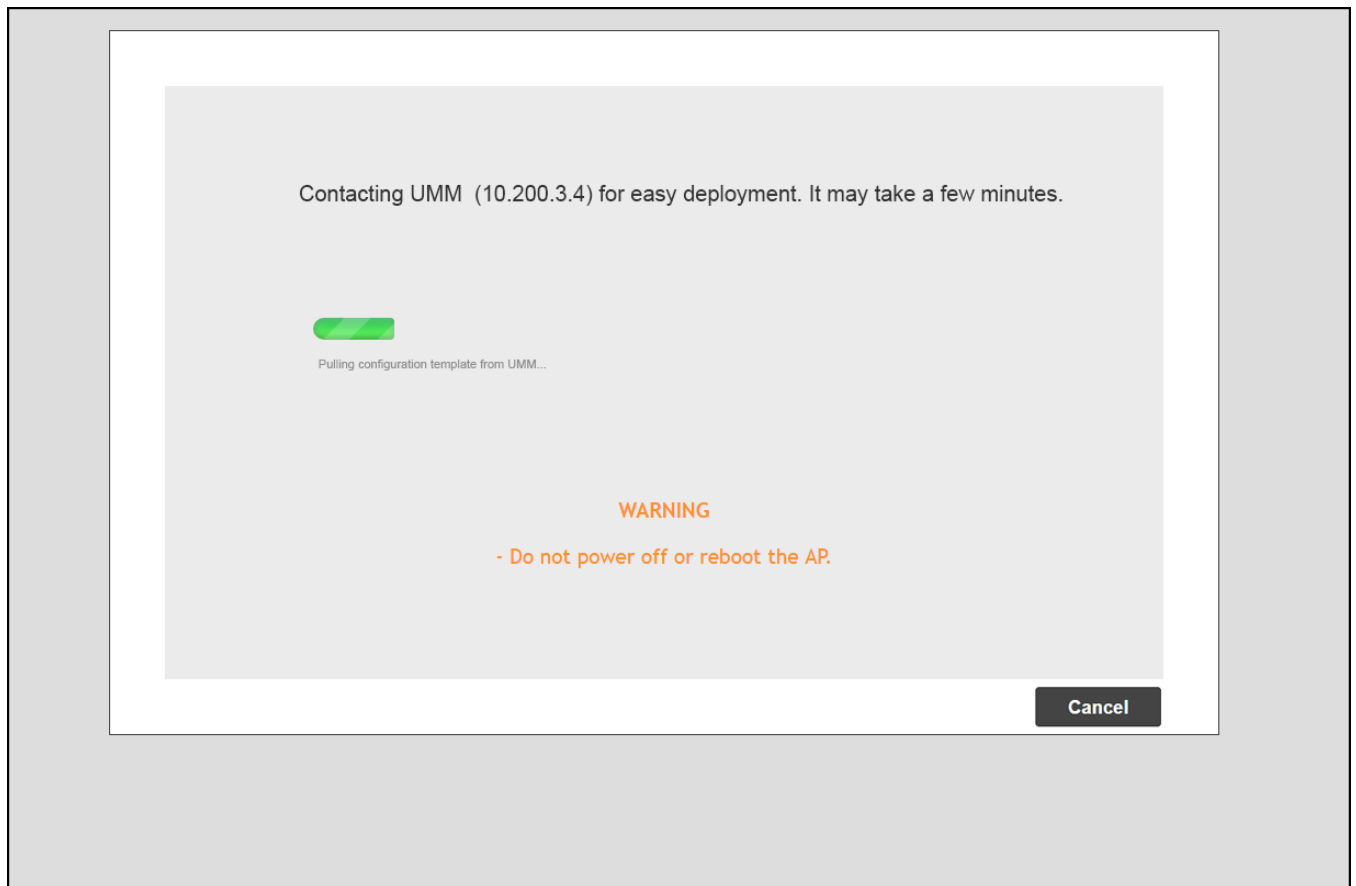 Contacting UMM (10.200.3.4) for easy deployment. It may take a few minutes.
Pulling configuration template from UMM...
WARNING
- Do not power off or reboot the AP.
Cancel